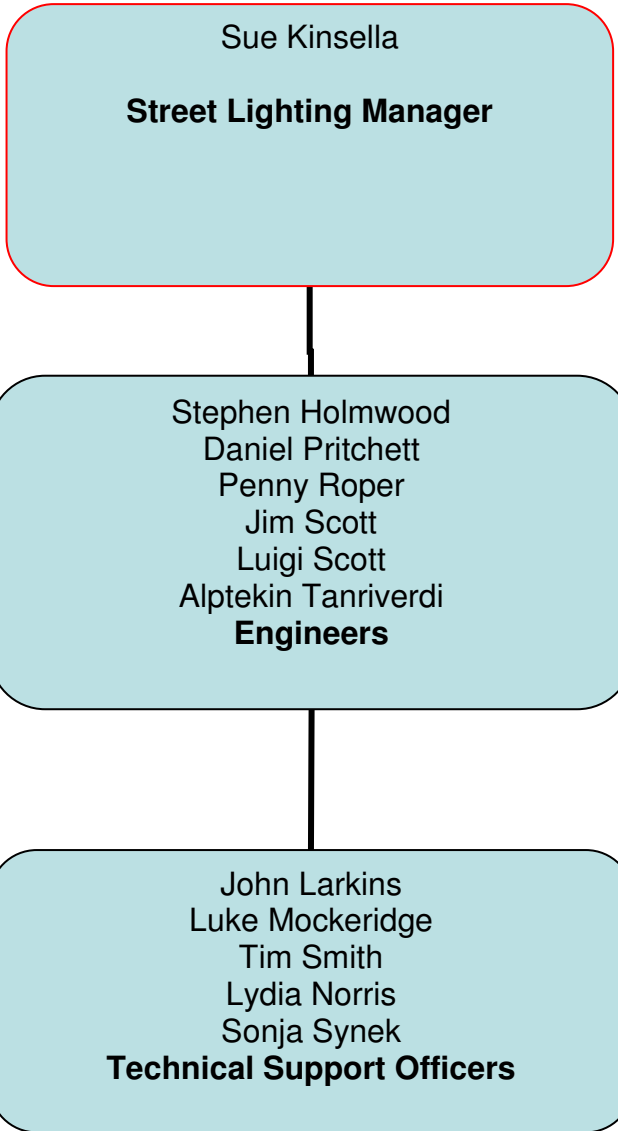 Sue Kinsella
Street Lighting Manager
Stephen Holmwood
Daniel Pritchett
Penny Roper
Jim Scott
Luigi Scott
Alptekin Tanriverdi
Engineers
John Larkins
Luke Mockeridge
Tim Smith
Lydia Norris
Sonja Synek
Technical Support Officers